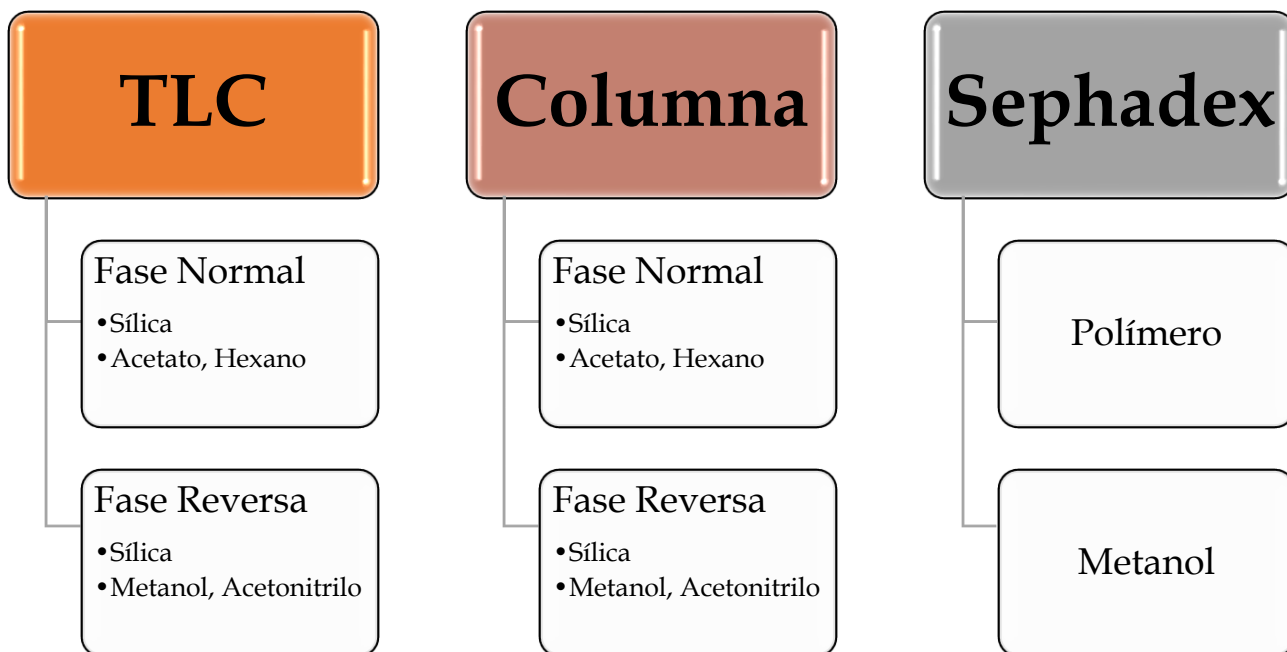 TLC
Fase Normal
•Sílica
•Acetato, Hexano
Fase Reversa
•Sílica
•Metanol, Acetonitrilo
Columna
Fase Normal
•Sílica
•Acetato, Hexano
Fase Reversa
•Sílica
•Metanol, Acetonitrilo
Sephadex
Polímero
Metanol